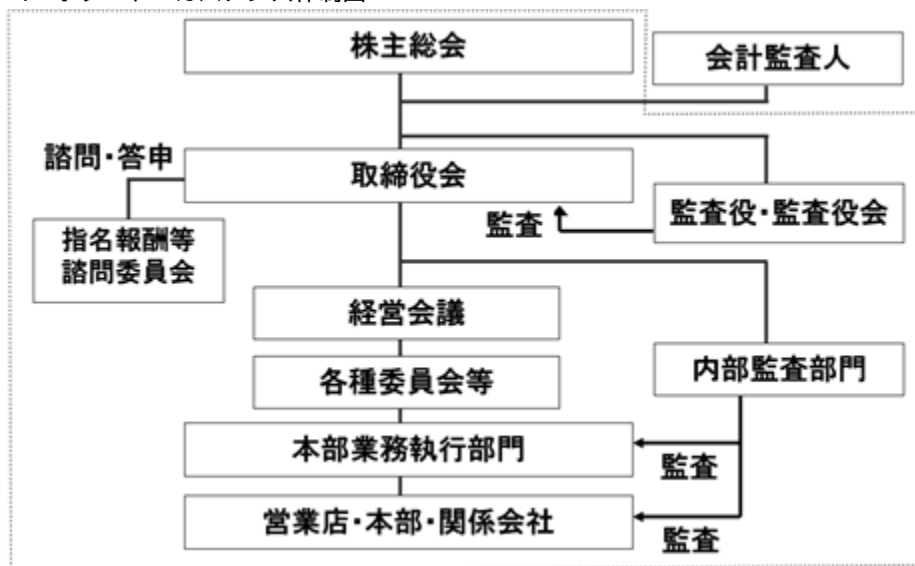 株主総会
会計監査人
諮問・答申
取締役会
監査
監査役・監査役会
指名報酬等
諮問委員会
経営会議
各種委員会等
内部監査部門
本部業務執行部門
監査
営業店・本部・関係会社
監査